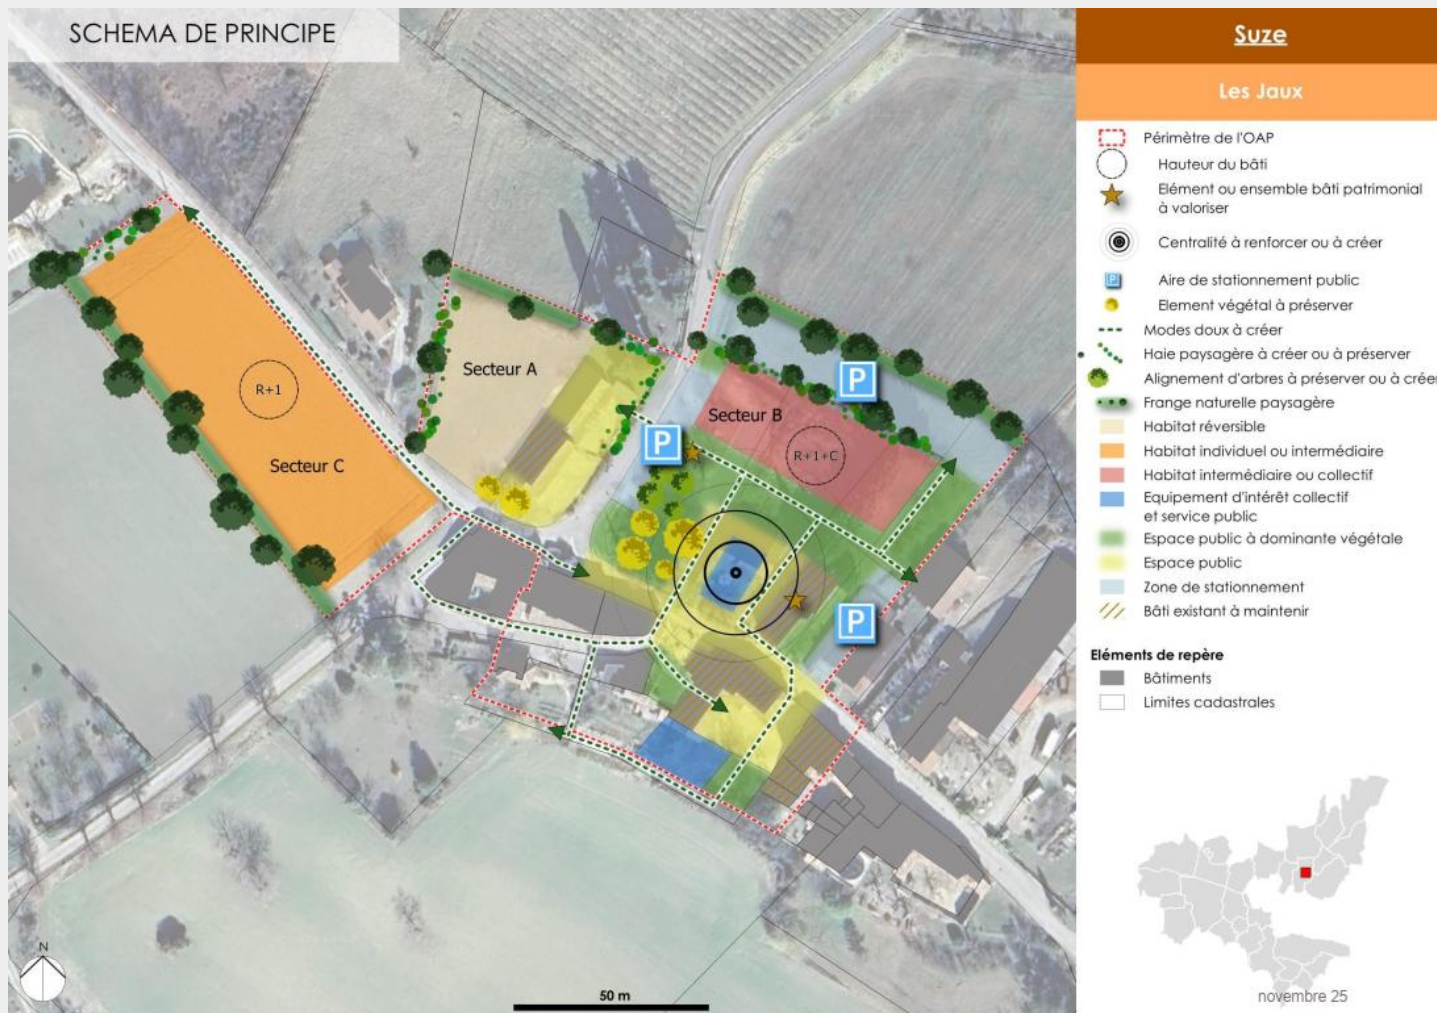 SCHEMA DE PRINCIPE
Suze
Les Jaux
Périmètre de l'OAP
Hauteur du bâti
Elément ou ensemble bâti patrimonial
à valoriser
Centralité à renforcer ou à créer
P
Aire de stationnement public
Element végétal à préserver
Modes doux à créer
Haie paysagère à créer ou à préserver
Alignement d'arbres à préserver ou à créer
Frange naturelle paysagère
Habitat réversible
Habitat individuel ou intermédiaire
Habitat intermédiaire ou collectif
Equipement d'intérêt collectif
et service public
Espace public à dominante végétale
Espace public
Zone de stationnement
Bâti existant à maintenir
Eléments de repère
Bâtiments
Limites cadastrales
novembre 25
Secteur A
P
R+1
Secteur B
P
R+1+C
Secteur C
P
N
50 m